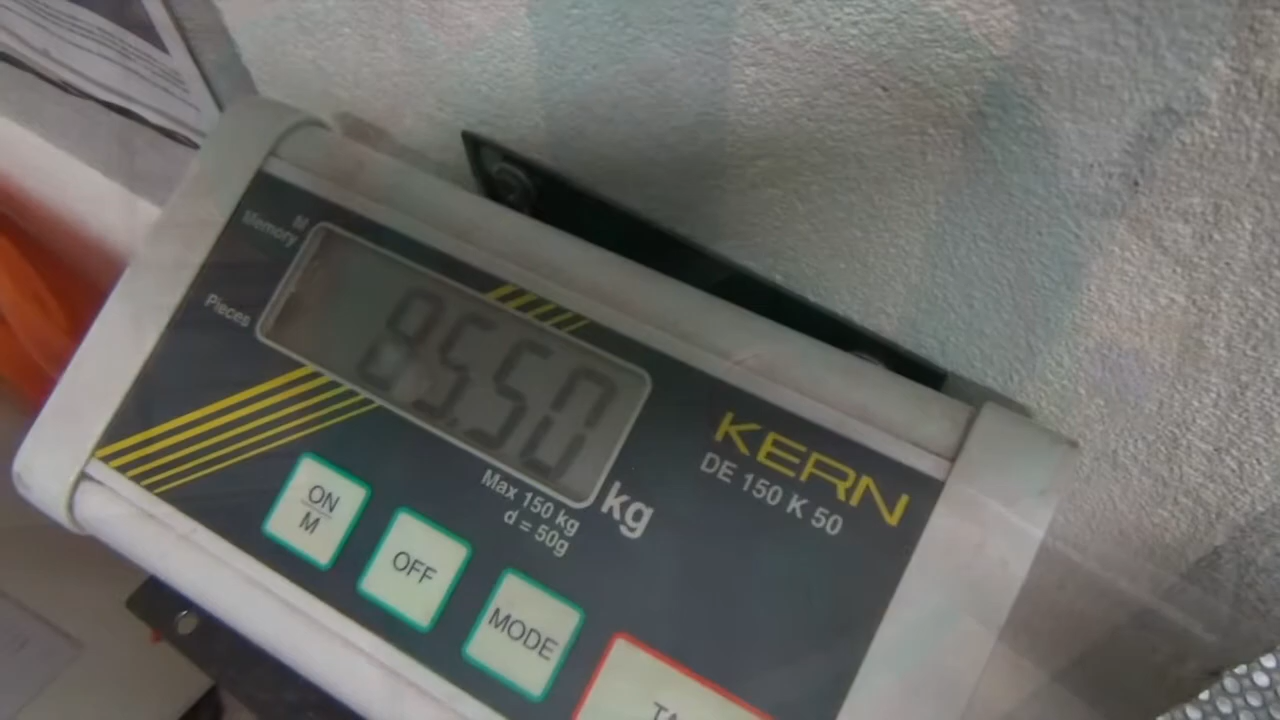 M
Memory
Pieces
85.50
kg
Max 150 kg
d = 50g
KERN
DE 150 K 50
ON
M
OFF
MODE